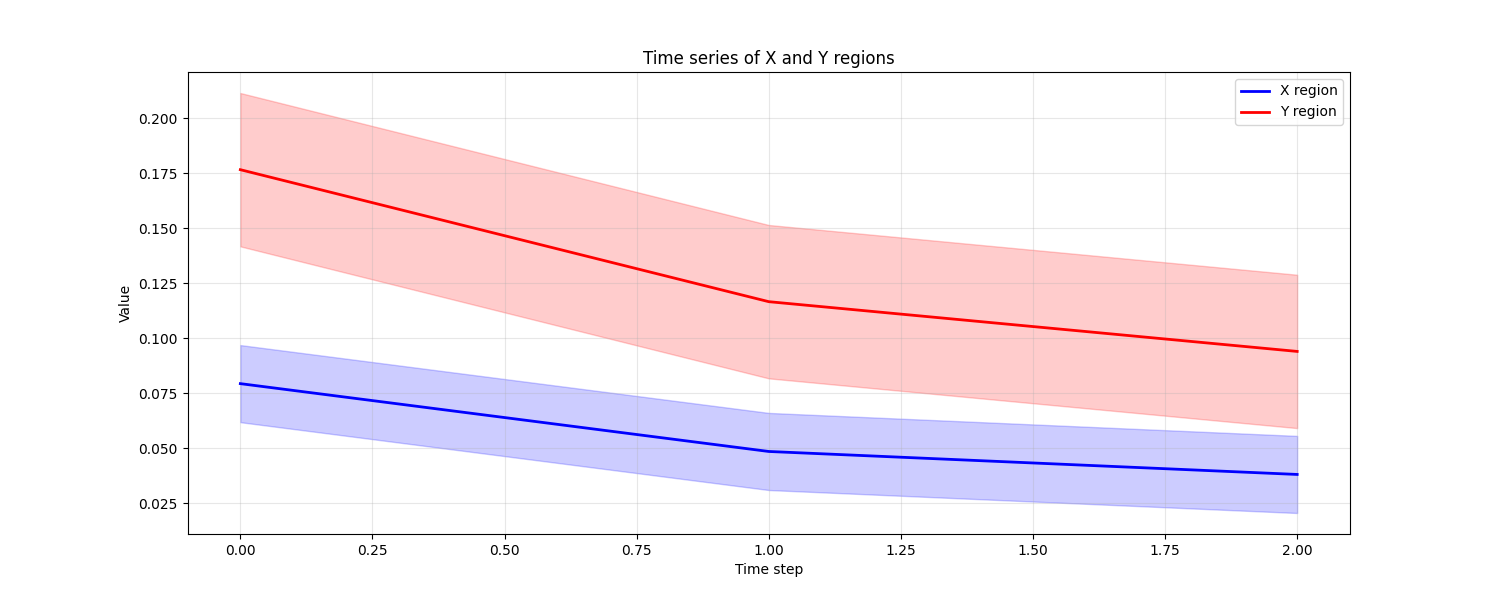 Time series of X and Y regions
X region
Y region
Value
0.200
0.175
0.150
0.125
0.100
0.075
0.050
0.025
0.00 0.25 0.50 0.75 1.00 1.25 1.50 1.75 2.00
Time step